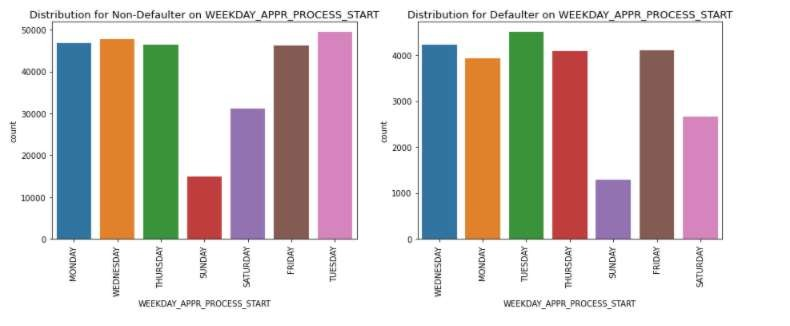 Distribution for Non-Defaulter on WEEKDAY_APPR_PROCESS_START
50000
40000
30000
20000
10000
0
count
MONDAY
WEDNESDAY
THURSDAY
SUNDAY
SATURDAY
FRIDAY
TUESDAY
WEEKDAY_APPR_PROCESS_START
Distribution for Defaulter on WEEKDAY_APPR_PROCESS_START
4000
3000
2000
1000
0
count
WEDNESDAY
MONDAY
TUESDAY
THURSDAY
SUNDAY
FRIDAY
SATURDAY
WEEKDAY_APPR_PROCESS_START